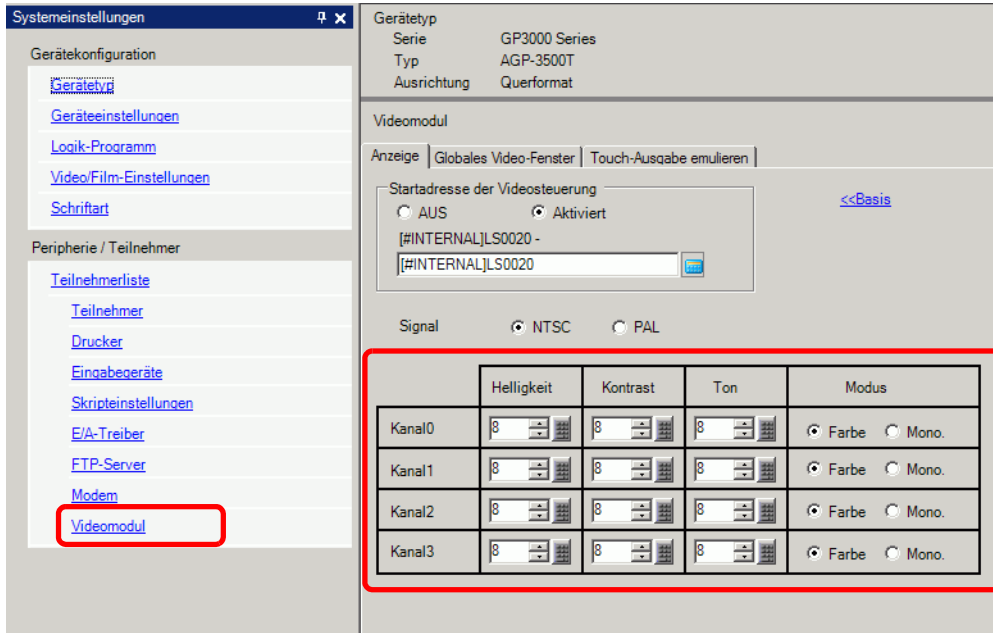 Systemeinstellungen
Gerätekonfiguration
Gerätetyp
Geräteeinstellungen
Logik-Programm
Video/Film-Einstellungen
Schriftart
Peripherie / Teilnehmer
Teilnehmerliste
Teilnehmer
Drucker
Eingabegeräte
Skripteinstellungen
E/A-Treiber
FTP-Server
Modem
Videomodul
Gerätetyp
Serie GP3000 Series
Typ AGP-3500T
Ausrichtung Querformat
Videomodul
Anzeige Globales Video-Fenster Touch-Ausgabe emulieren
Startadresse der Videosteuerung
<<Basis
AUS Aktiviert
[#INTERNAL]LS0020 -
[#INTERNAL]LS0020
Signal NTSC PAL
Helligkeit Kontrast Ton Modus
Kanal0 8 8 8 Farbe Mono.
Kanal1 8 8 8 Farbe Mono.
Kanal2 8 8 8 Farbe Mono.
Kanal3 8 8 8 Farbe Mono.